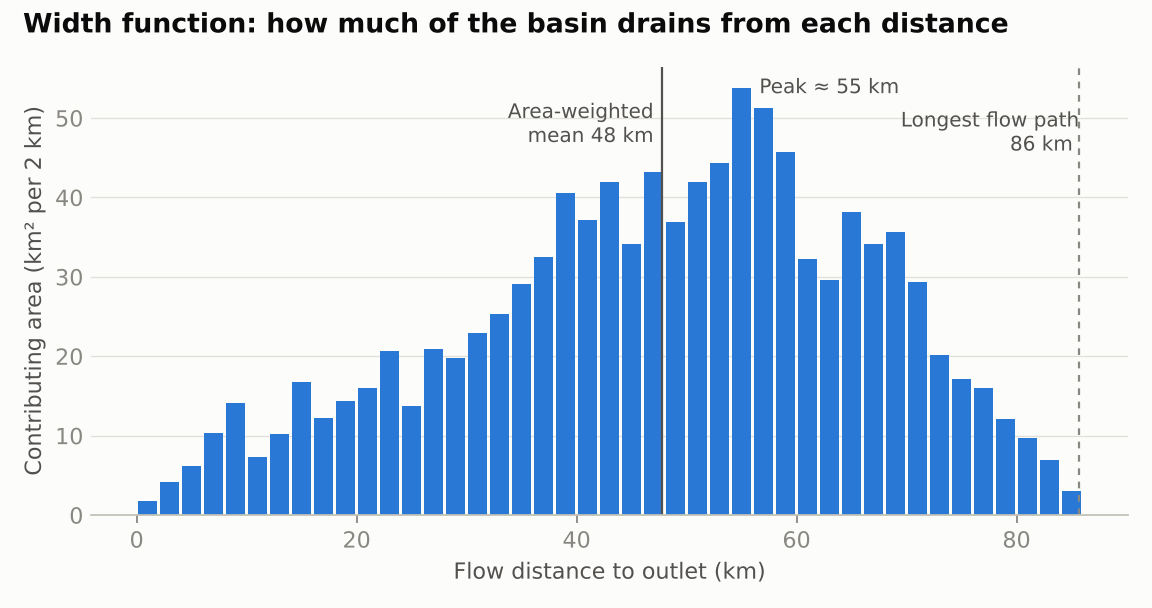 Width function: how much of the basin drains from each distance
Peak ≈ 55 km
Area-weighted
mean 48 km
Longest flow path
86 km
Contributing area (km² per 2 km)
50
40
30
20
10
0
0 20 40 60 80
Flow distance to outlet (km)